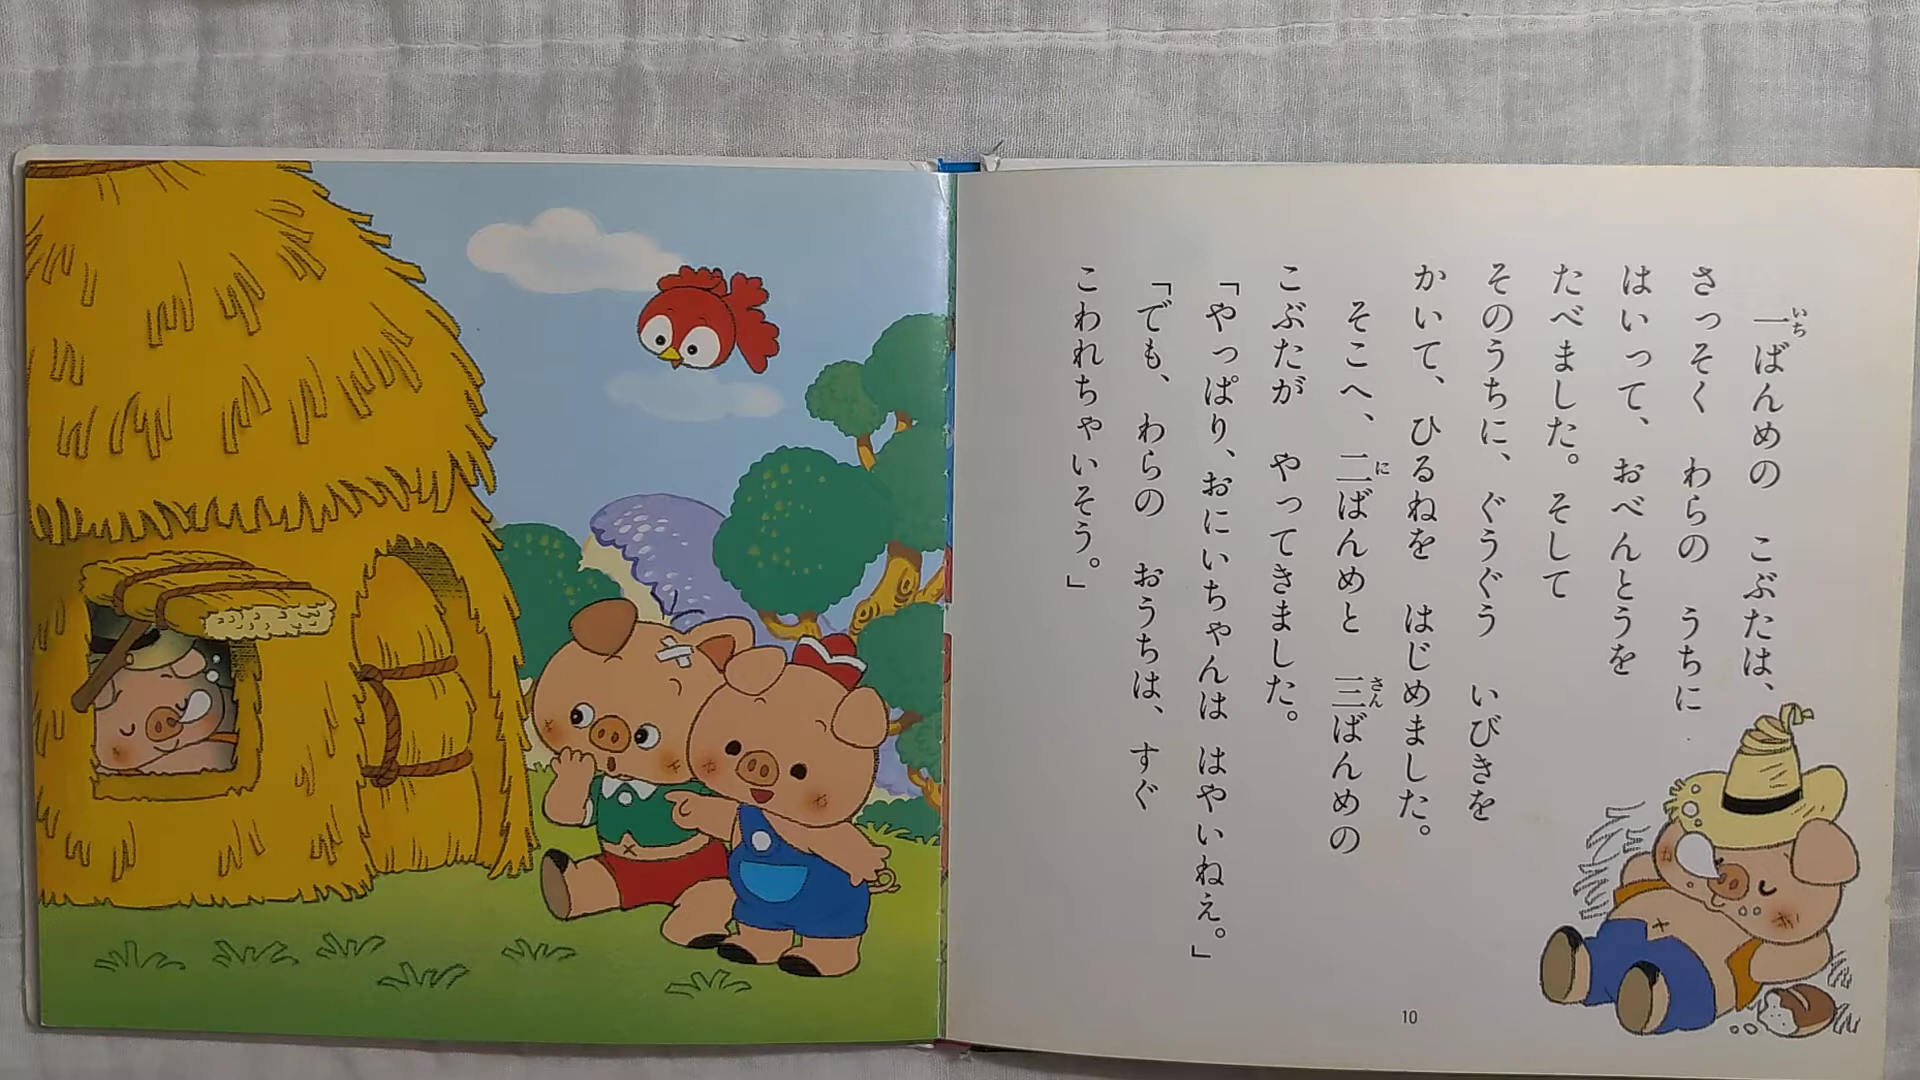 一ばんめの　こぶたは、
さっそく　わらの　うちに
はいって、おべんとうを
たべました。そして
そのうちに、ぐうぐう　いびきを
かいて、ひるねを　はじめました。
そこへ、二ばんめと　三ばんめの
こぶたが　やってきました。
「やっぱり、おにいちゃんは　はやいねえ。」
「でも、わらの　おうちは、すぐ
こわれちゃいそう。」
いち
に
さん
10